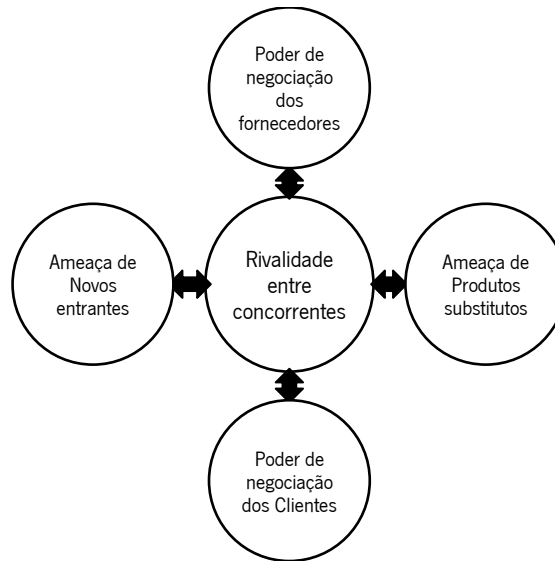 Poder de
negociação
dos
fornecedores
Ameaça de
Novos
entrantes
Rivalidade
entre
concorrentes
Ameaça de
Produtos
substitutos
Poder de
negociação
dos Clientes